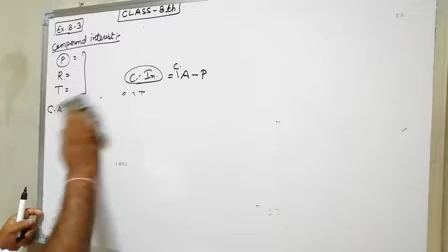 CLASS-8th
Ex. 8.3
Compound interest:-
P =
R =
T =
C. In. = C.A - P
C. A